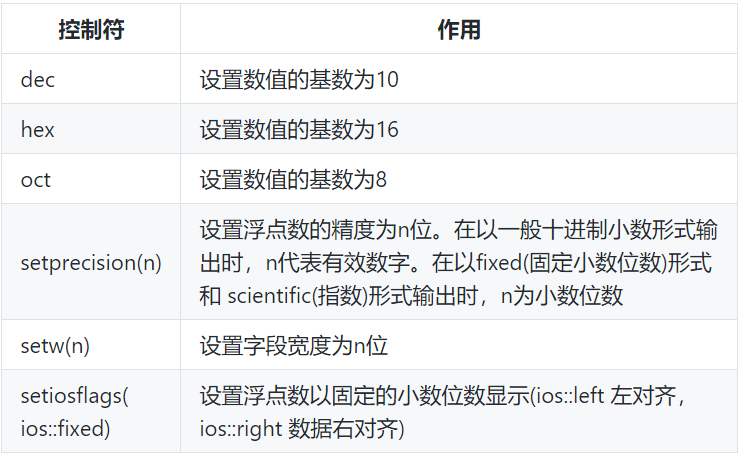 控制符
作用
dec
设置数值的基数为10
hex
设置数值的基数为16
oct
设置数值的基数为8
setprecision(n)
设置浮点数的精度为n位。在以一般十进制小数形式输
出时，n代表有效数字。在以fixed(固定小数位数)形式
和 scientific(指数)形式输出时，n为小数位数
setw(n)
设置字段宽度为n位
setiosflags(
ios::fixed)
设置浮点数以固定的小数位数显示(ios::left 左对齐，
ios::right 数据右对齐)